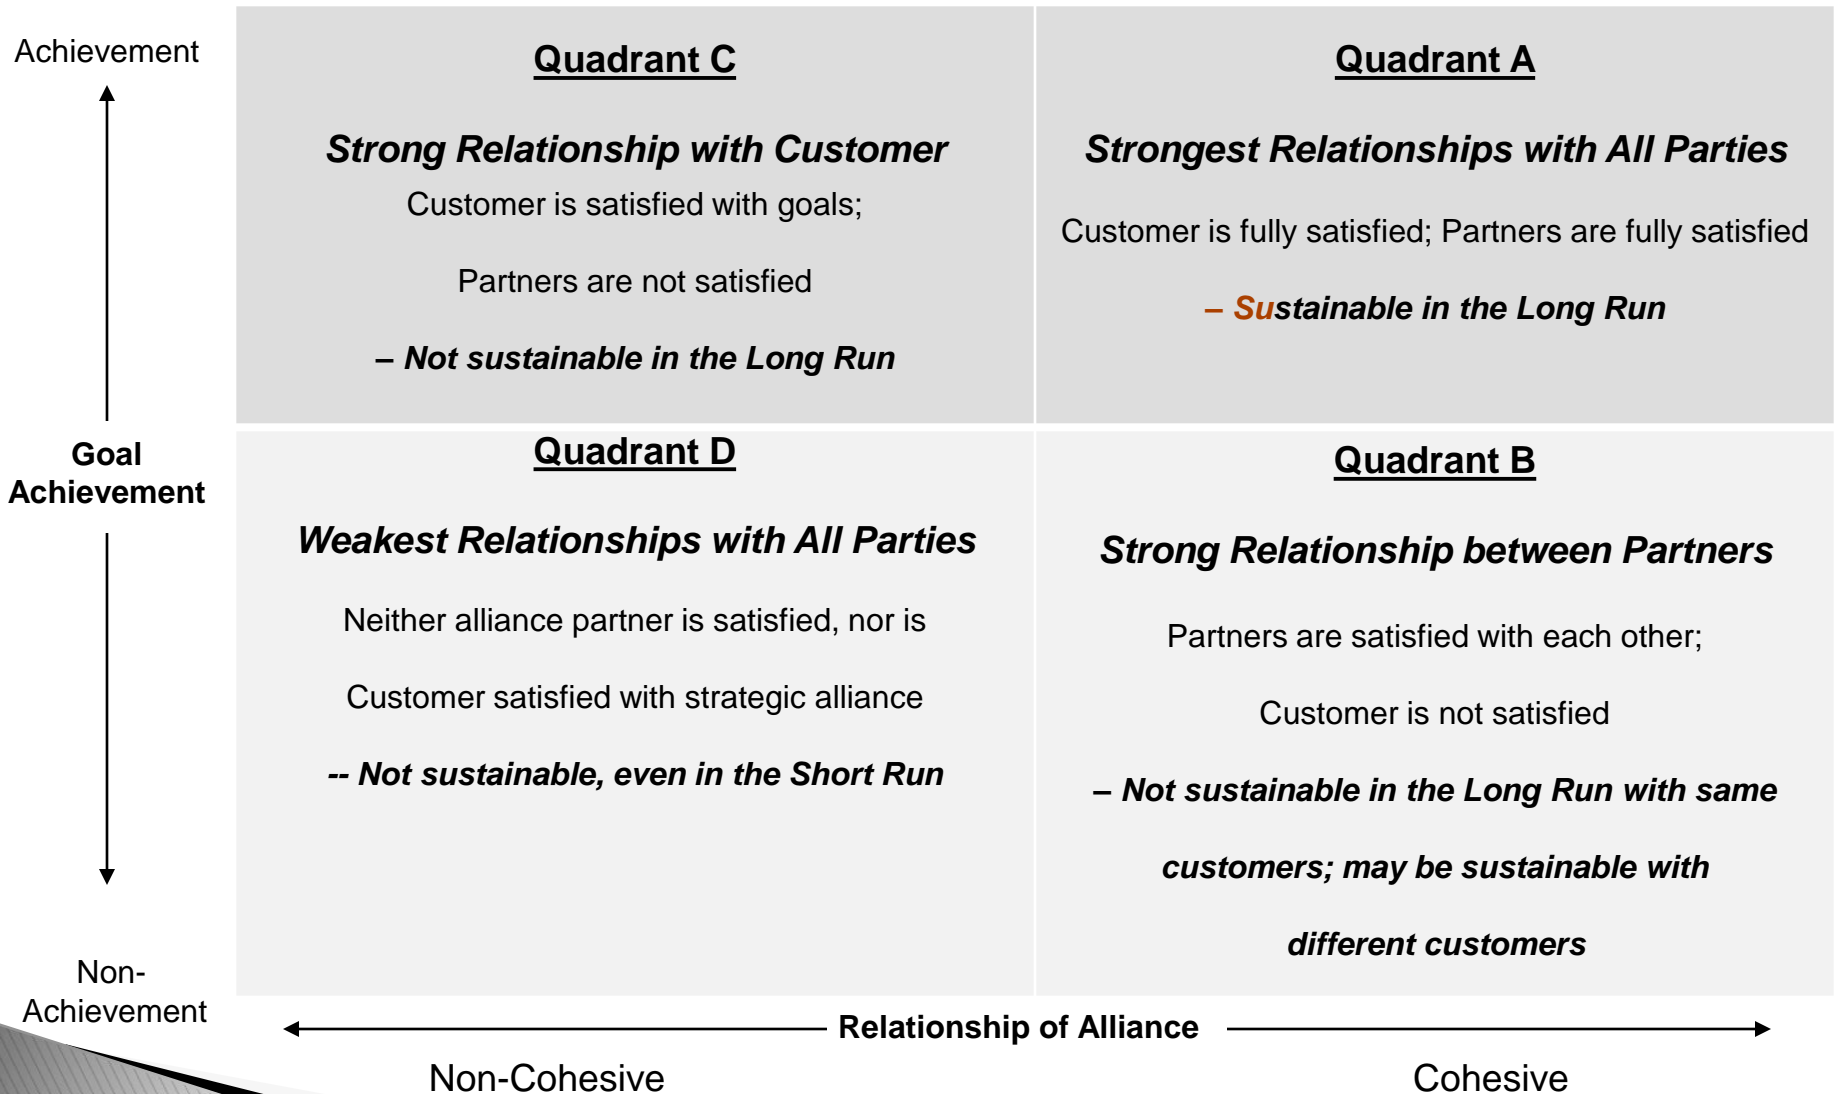 Achievement
Quadrant C
Strong Relationship with Customer
Customer is satisfied with goals;
Partners are not satisfied
– Not sustainable in the Long Run
Quadrant A
Strongest Relationships with All Parties
Customer is fully satisfied; Partners are fully satisfied
– Sustainable in the Long Run
Goal
Achievement
Quadrant D
Weakest Relationships with All Parties
Neither alliance partner is satisfied, nor is
Customer satisfied with strategic alliance
-- Not sustainable, even in the Short Run
Quadrant B
Strong Relationship between Partners
Partners are satisfied with each other;
Customer is not satisfied
– Not sustainable in the Long Run with same
customers; may be sustainable with
different customers
Non-
Achievement
Relationship of Alliance
Non-Cohesive
Cohesive